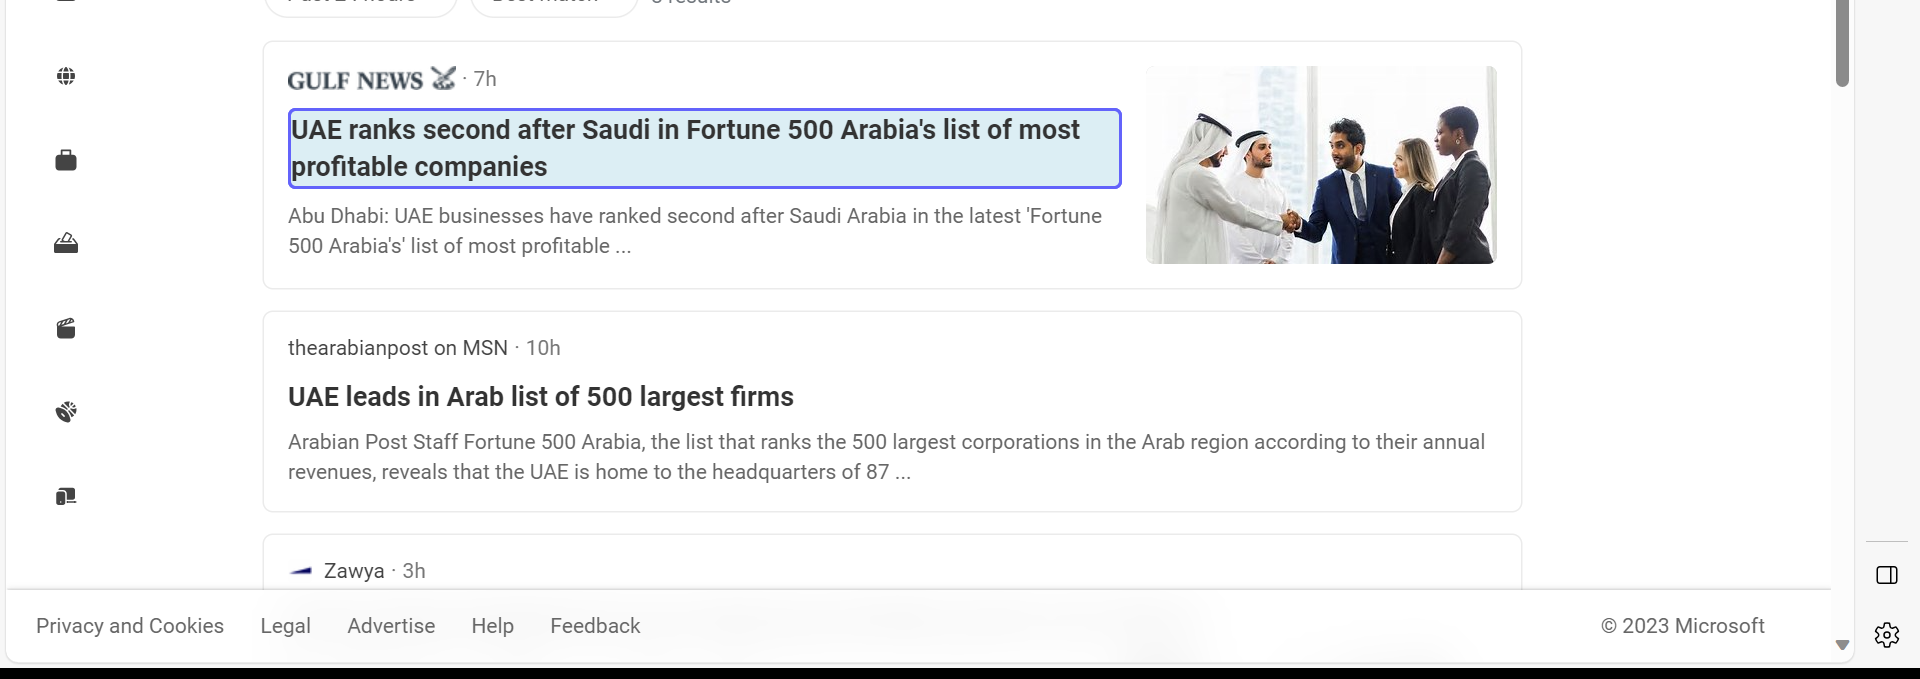 GULF NEWS · 7h
UAE ranks second after Saudi in Fortune 500 Arabia's list of most
profitable companies
Abu Dhabi: UAE businesses have ranked second after Saudi Arabia in the latest 'Fortune
500 Arabia's' list of most profitable ...
thearabianpost on MSN · 10h
UAE leads in Arab list of 500 largest firms
Arabian Post Staff Fortune 500 Arabia, the list that ranks the 500 largest corporations in the Arab region according to their annual
revenues, reveals that the UAE is home to the headquarters of 87 ...
Zawya · 3h
Privacy and Cookies Legal Advertise Help Feedback © 2023 Microsoft